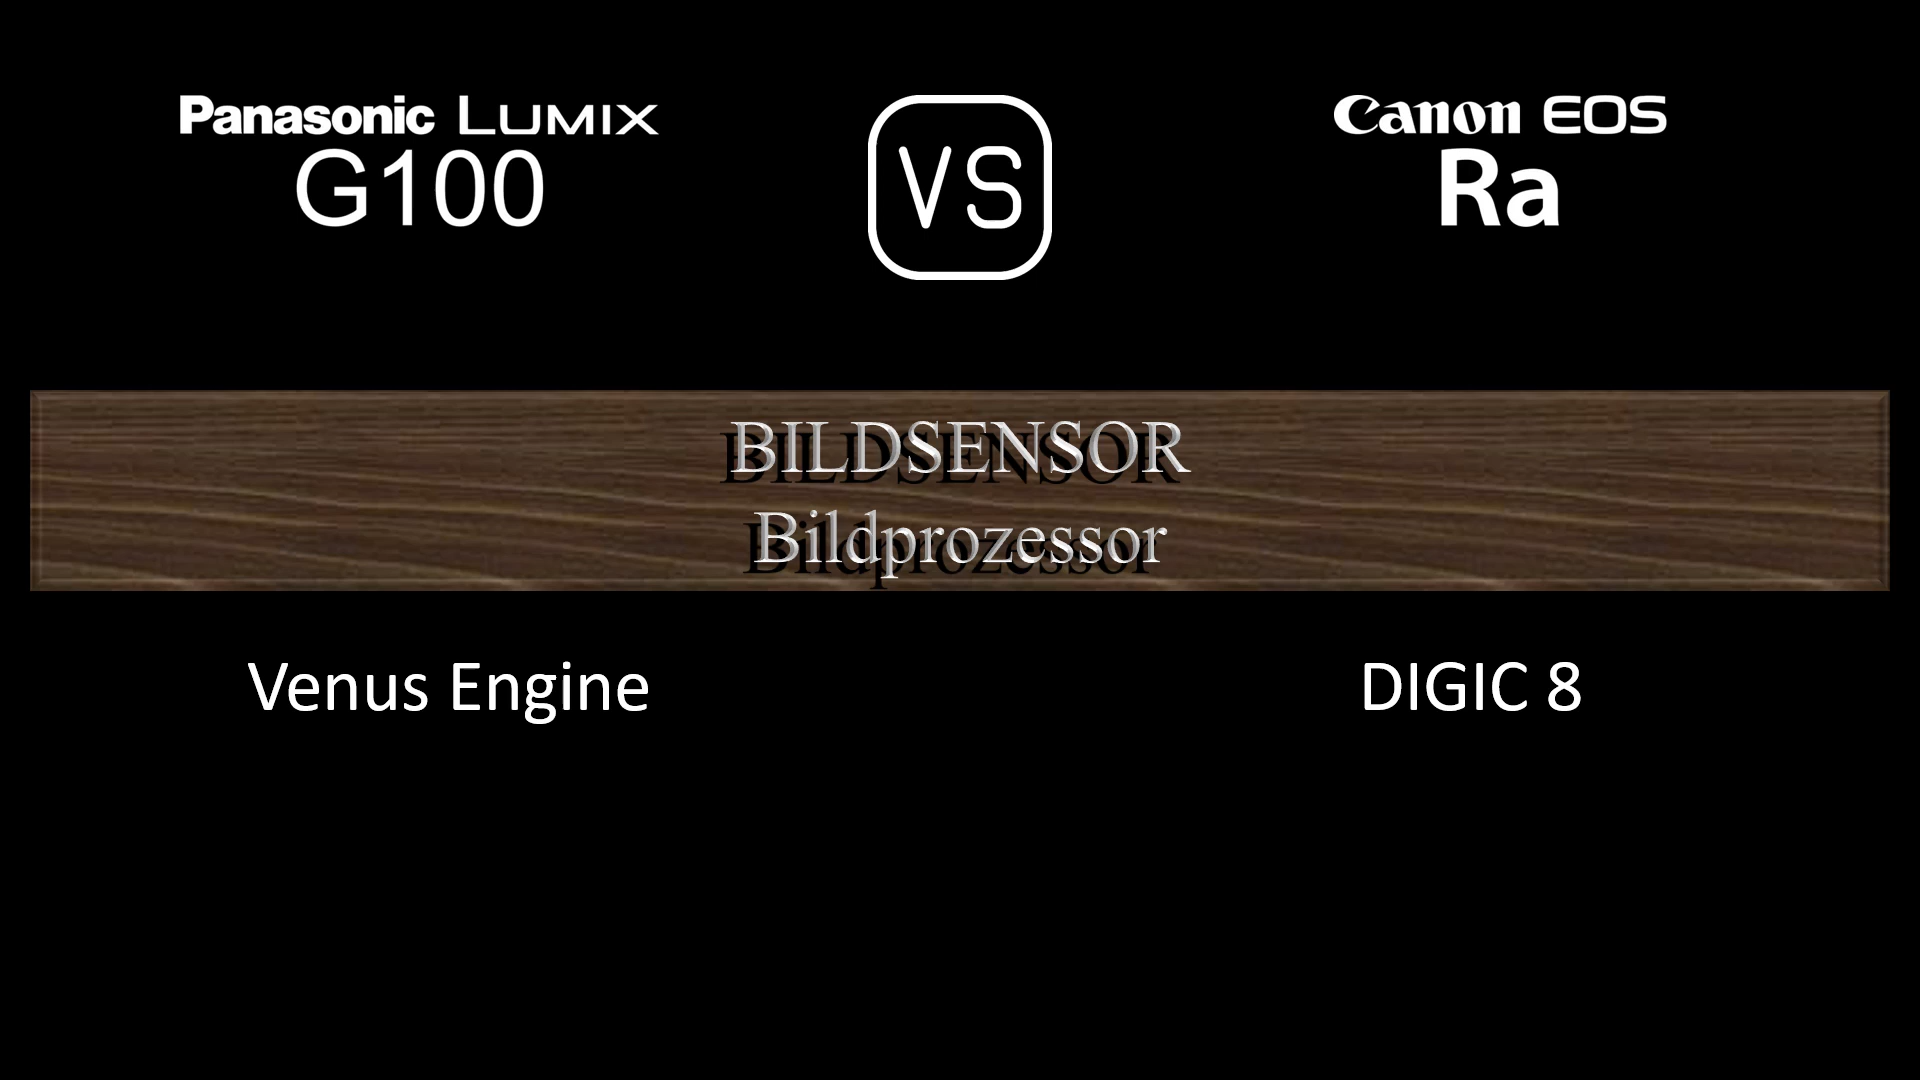 Panasonic LUMIX
G100
VS
Canon EOS
Ra
BILDSENSOR
Bildprozessor
Venus Engine
DIGIC 8